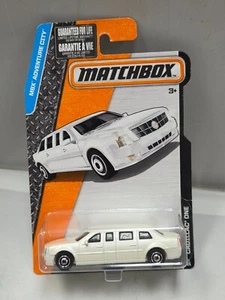 MBX ADVENTURE CITY
GUARANTEED FOR LIFE
GARANTIE À VIE
MATCHBOX
3+
CADILLAC ONE